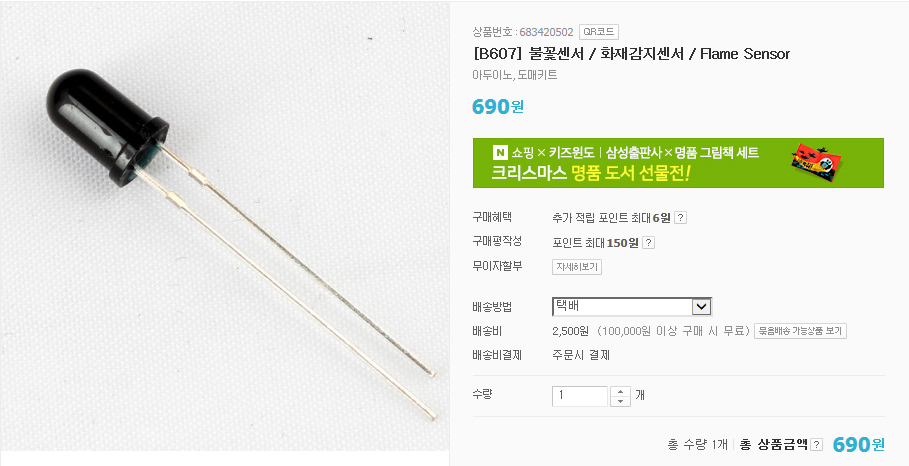 상품번호 : 683420502 QR코드
[B607] 불꽃센서 / 화재감지센서 / Flame Sensor
아두이노, 도매키트
690원
N 쇼핑 × 키즈윈도 | 삼성출판사 × 명품 그림책 세트
크리스마스 명품 도서 선물전!
구매혜택 추가 적립 포인트 최대 6원 ?
구매평작성 포인트 최대 150원 ?
무이자할부 자세히보기
배송방법 택배
배송비 2,500원 (100,000원 이상 구매 시 무료) 묶음배송 가능상품 보기
배송비결제 주문시 결제
수량 1 개
총 수량 1개 총 상품금액 ? 690원